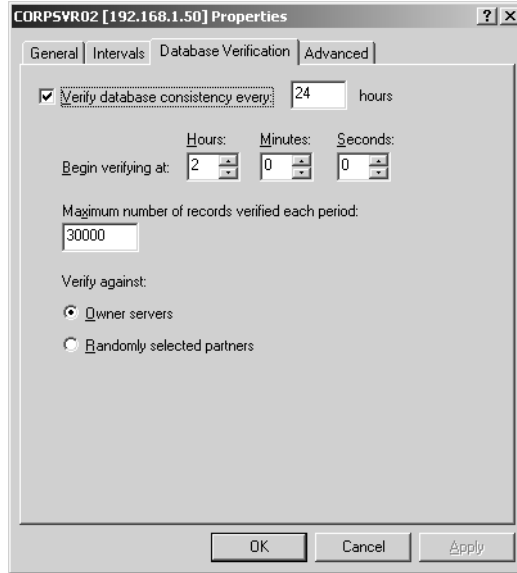 CORPSVR02 [192.168.1.50] Properties ? X
General Intervals Database Verification Advanced
Verify database consistency every: 24 hours
Hours: Minutes: Seconds:
Begin verifying at: 2 0 0
Maximum number of records verified each period:
30000
Verify against:
Owner servers
Randomly selected partners
OK Cancel Apply